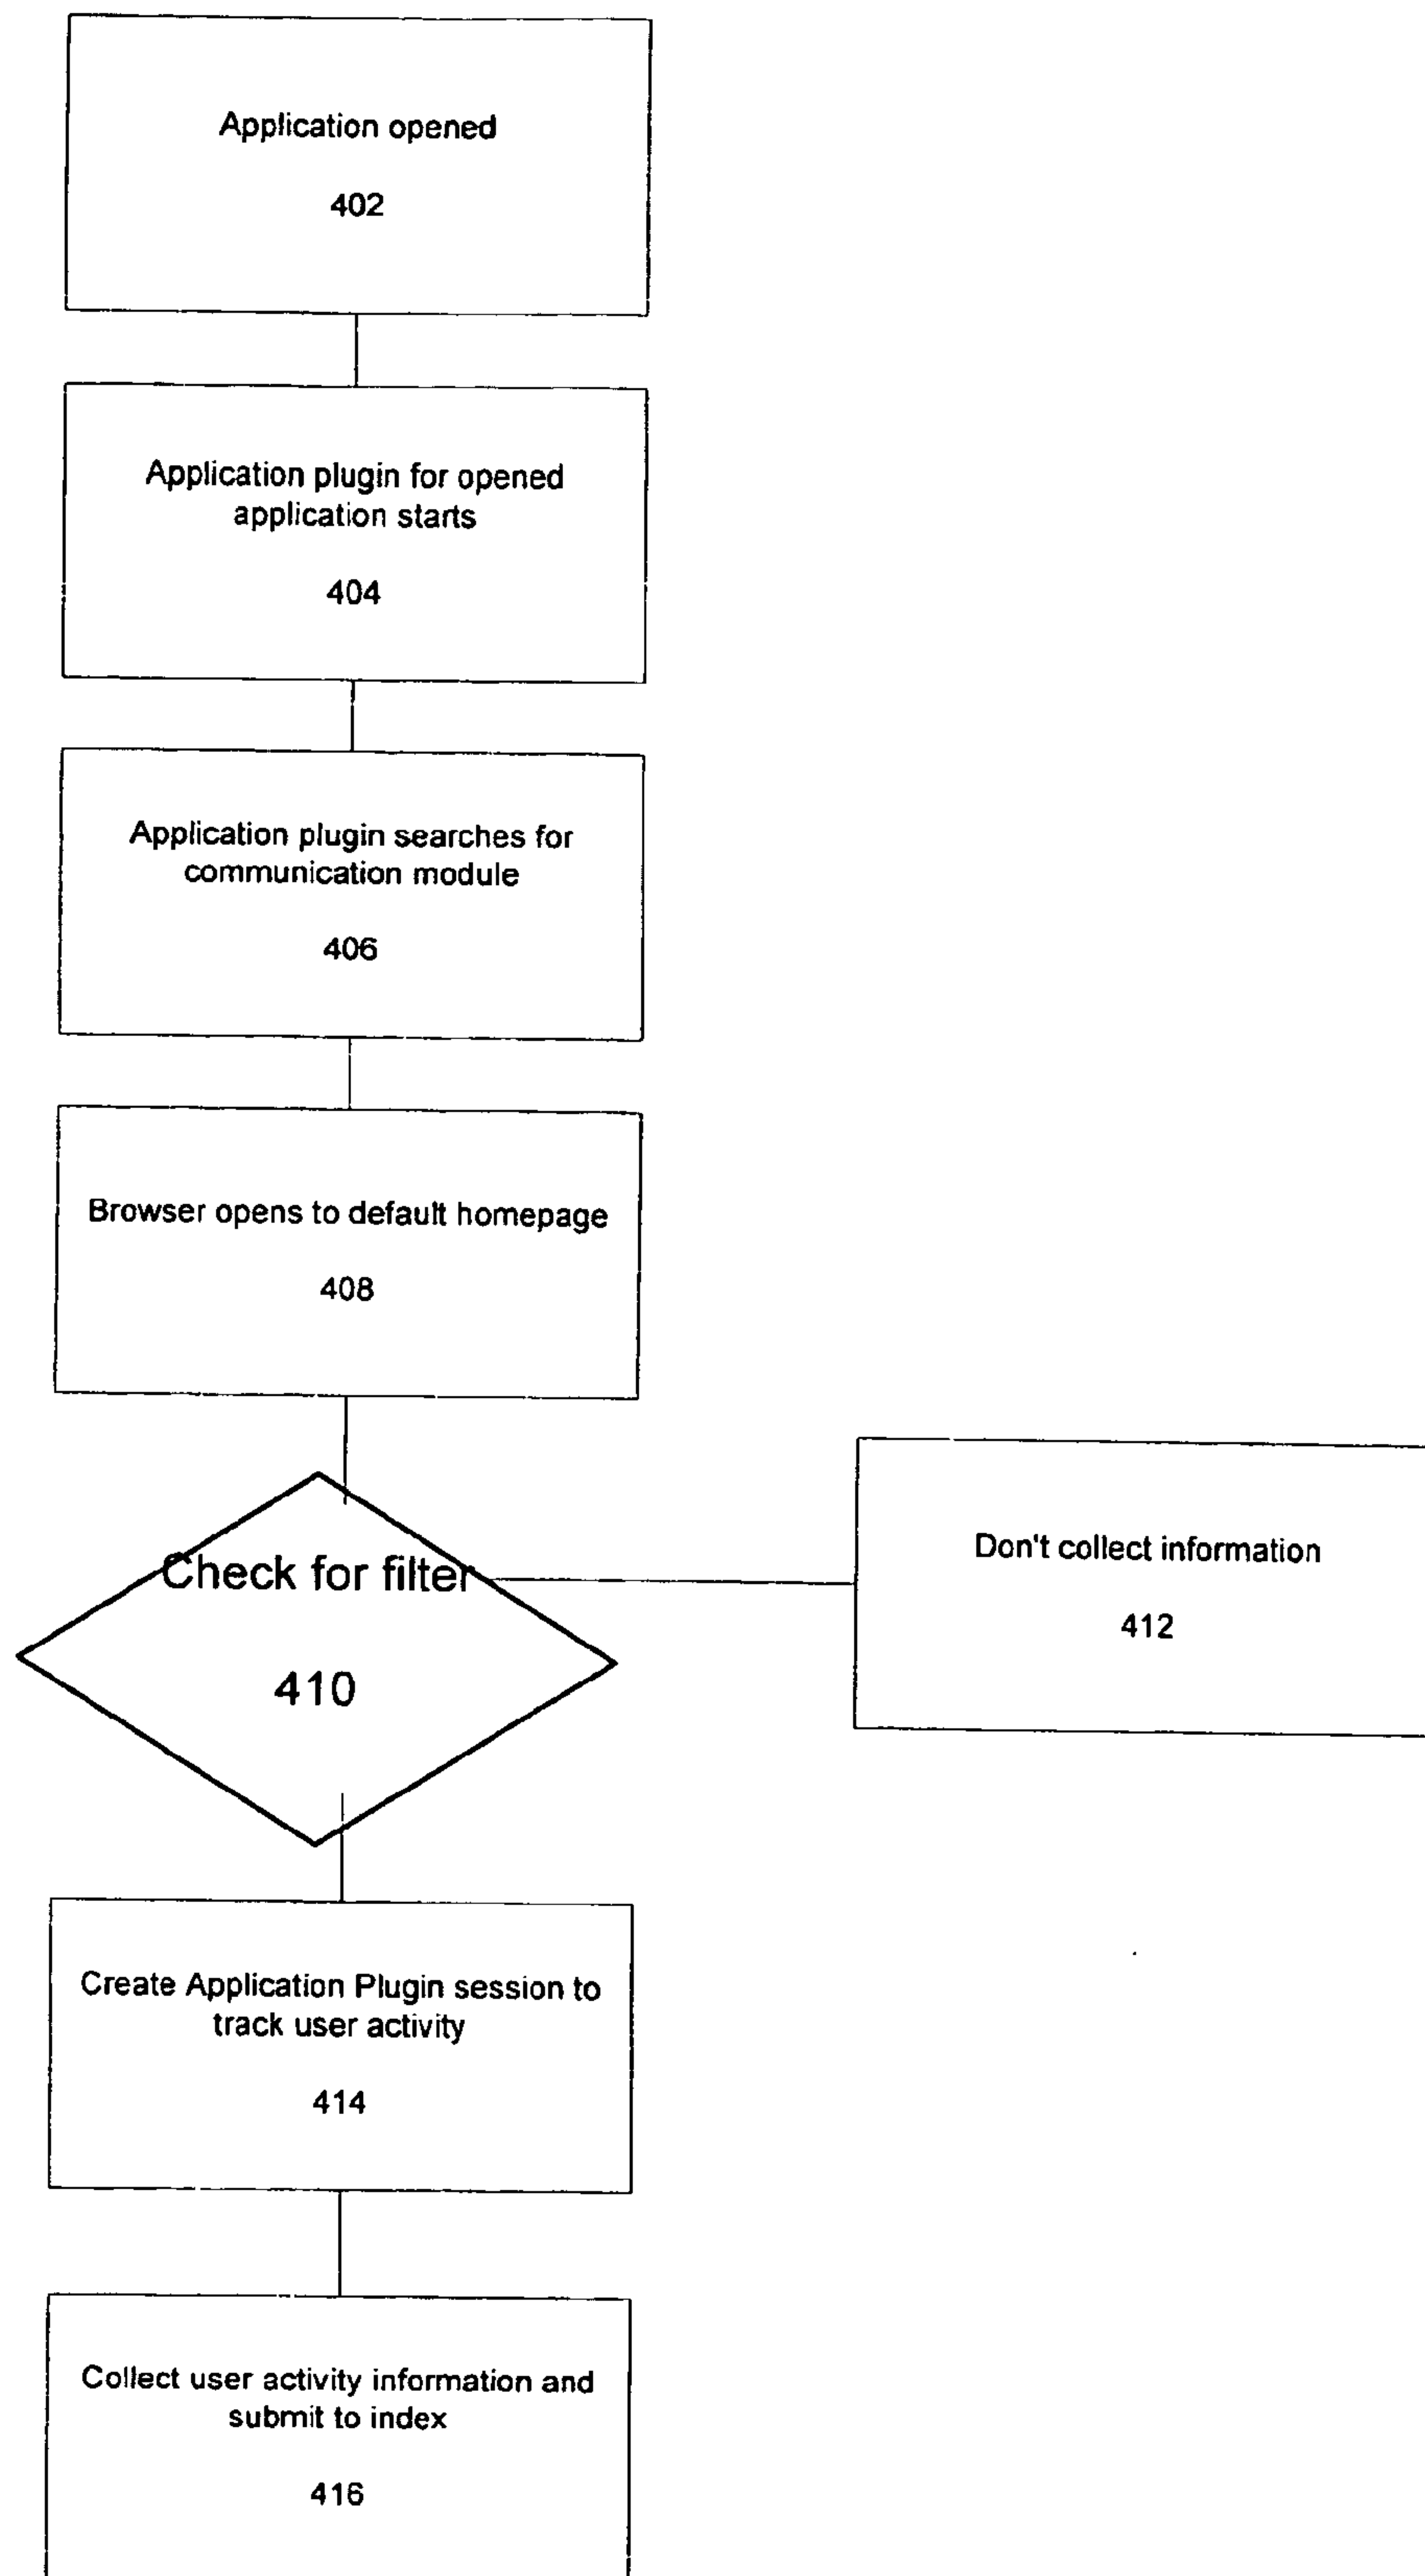 Application opened
402
Application plugin for opened
application starts
404
Application plugin searches for
communication module
406
Browser opens to default homepage
408
Check for filter
410
Don't collect information
412
Create Application Plugin session to
track user activity
414
Collect user activity information and
submit to index
416